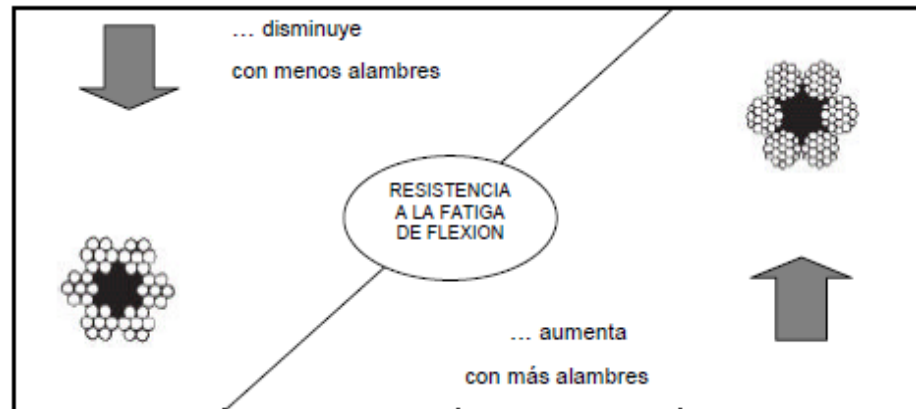 ... disminuye
con menos alambres
RESISTENCIA
A LA FATIGA
DE FLEXION
... aumenta
con más alambres